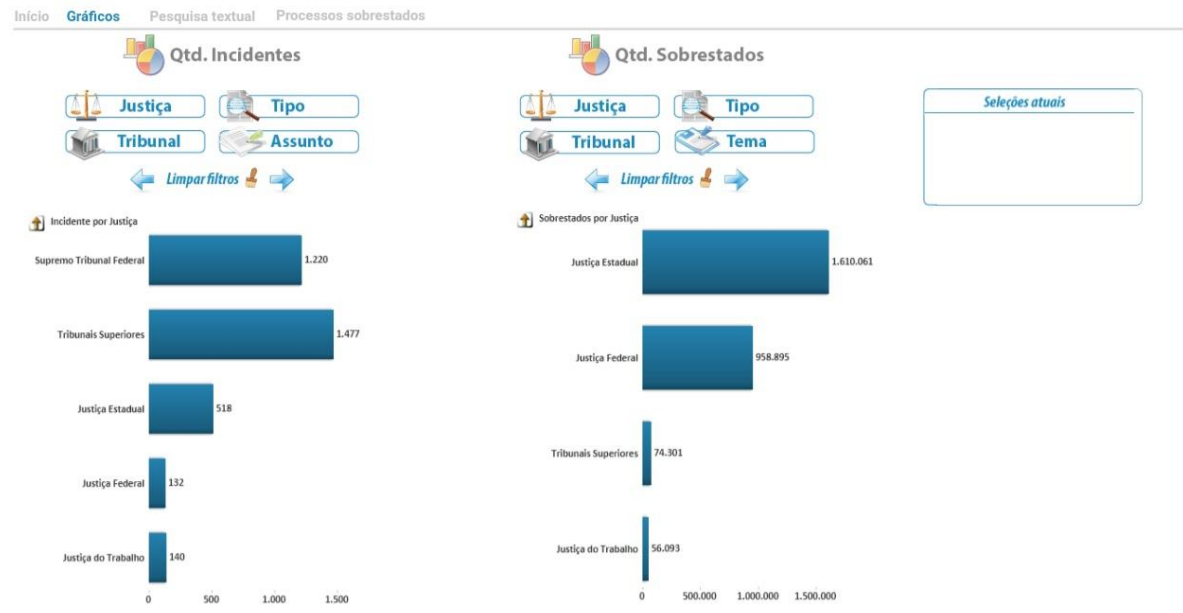 Início Gráficos Pesquisa textual Processos sobrestados
Qtd. Incidentes
Justiça Tipo
Tribunal Assunto
Limpar filtros
Incidente por Justiça
Supremo Tribunal Federal 1.220
Tribunais Superiores 1.477
Justiça Estadual 518
Justiça Federal 132
Justiça do Trabalho 140
0 500 1.000 1.500
Qtd. Sobrestados
Justiça Tipo
Tribunal Tema
Limpar filtros
Sobrestados por Justiça
Justiça Estadual 1.610.061
Justiça Federal 958.895
Tribunais Superiores 74.301
Justiça do Trabalho 56.093
0 500.000 1.000.000 1.500.000
Seleções atuais